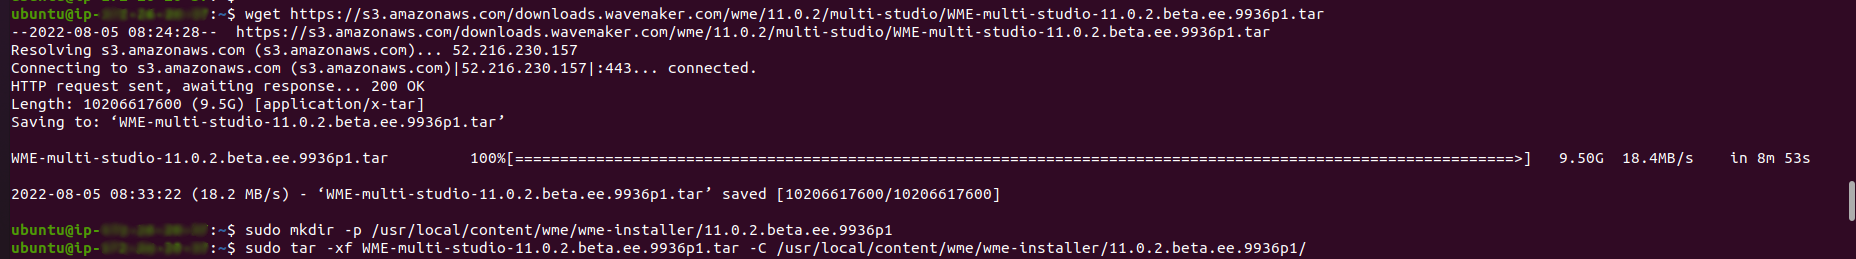 ubuntu@ip-:~$ wget https://s3.amazonaws.com/downloads.wavemaker.com/wme/11.0.2/multi-studio/WME-multi-studio-11.0.2.beta.ee.9936p1.tar
--2022-08-05 08:24:28--  https://s3.amazonaws.com/downloads.wavemaker.com/wme/11.0.2/multi-studio/WME-multi-studio-11.0.2.beta.ee.9936p1.tar
Resolving s3.amazonaws.com (s3.amazonaws.com)... 52.216.230.157
Connecting to s3.amazonaws.com (s3.amazonaws.com)|52.216.230.157|:443... connected.
HTTP request sent, awaiting response... 200 OK
Length: 10206617600 (9.5G) [application/x-tar]
Saving to: ‘WME-multi-studio-11.0.2.beta.ee.9936p1.tar’
WME-multi-studio-11.0.2.beta.ee.9936p1.tar 100%[===============================================================================================================>] 9.50G 18.4MB/s in 8m 53s
2022-08-05 08:33:22 (18.2 MB/s) - ‘WME-multi-studio-11.0.2.beta.ee.9936p1.tar’ saved [10206617600/10206617600]
ubuntu@ip-:~$ sudo mkdir -p /usr/local/content/wme/wme-installer/11.0.2.beta.ee.9936p1
ubuntu@ip-:~$ sudo tar -xf WME-multi-studio-11.0.2.beta.ee.9936p1.tar -C /usr/local/content/wme/wme-installer/11.0.2.beta.ee.9936p1/